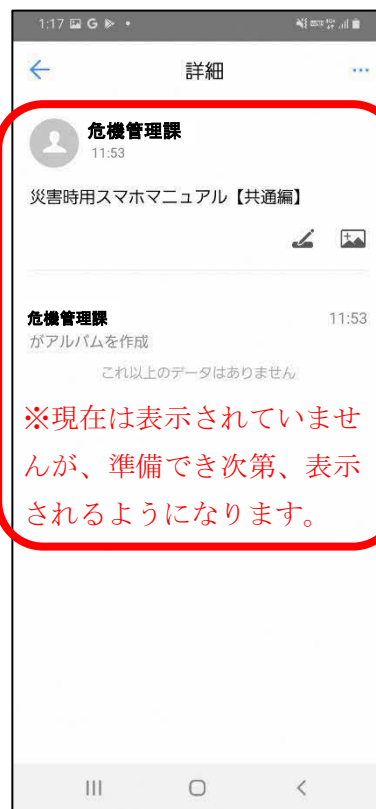 1:17
詳細
危機管理課
11:53
災害時用スマホマニュアル【共通編】
危機管理課 11:53
がアルバムを作成
これ以上のデータはありません
※現在は表示されていませ
んが、準備でき次第、表示
されるようになります。